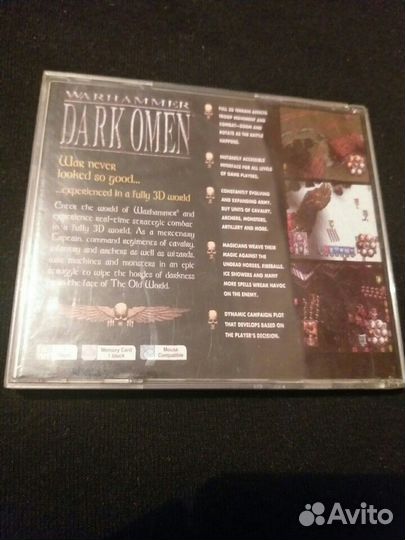 WARHAMMER
DARK OMEN
War never
looked so good...
...experienced in a fully 3D world
Enter the world of Warhammer and
experience real-time strategic combat
in a fully 3D world. As a mercenary
Captain, command regiments of cavalry,
infantry and archers as well as wizards,
war machines and monsters in an epic
struggle to wipe the hordes of darkness
from the face of The Old World.
Memory Card
1 block
Mouse
Compatible
FULL 3D TERRAIN AFFECTS
TROOP MOVEMENT AND
COMBAT—ZOOM AND
ROTATE AS THE BATTLE
HAPPENS.
INSTANTLY ACCESSIBLE
INTERFACE FOR ALL LEVELS
OF GAME PLAYERS.
CONSTANTLY EVOLVING
AND EXPANDING ARMY.
BUY UNITS OF CAVALRY,
ARCHERS, MONSTERS,
ARTILLERY AND MORE.
MAGICIANS WEAVE THEIR
MAGIC AGAINST THE
UNDEAD HORDES. FIREBALLS,
ICE SHOWERS AND MANY
MORE SPELLS WREAK HAVOC
ON THE ENEMY.
DYNAMIC CAMPAIGN PLOT
THAT DEVELOPS BASED ON
THE PLAYER'S DECISION.
Avito